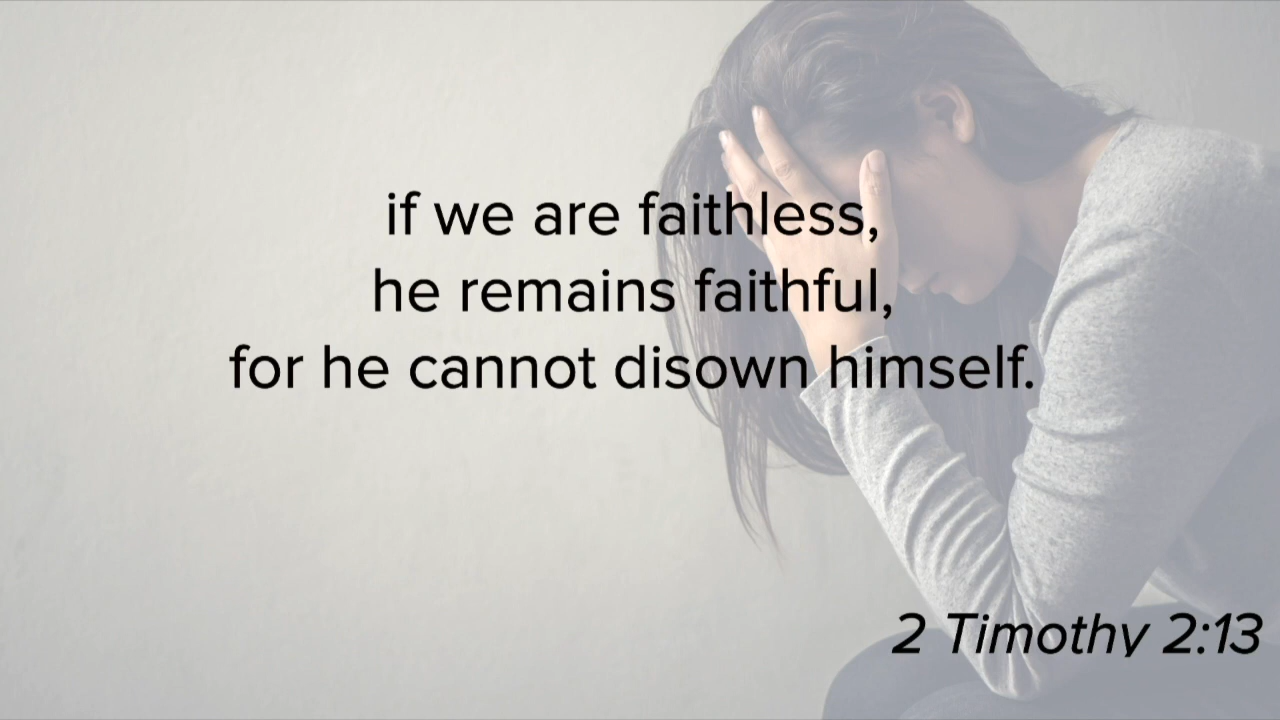 if we are faithless,
he remains faithful,
for he cannot disown himself.
2 Timothy 2:13